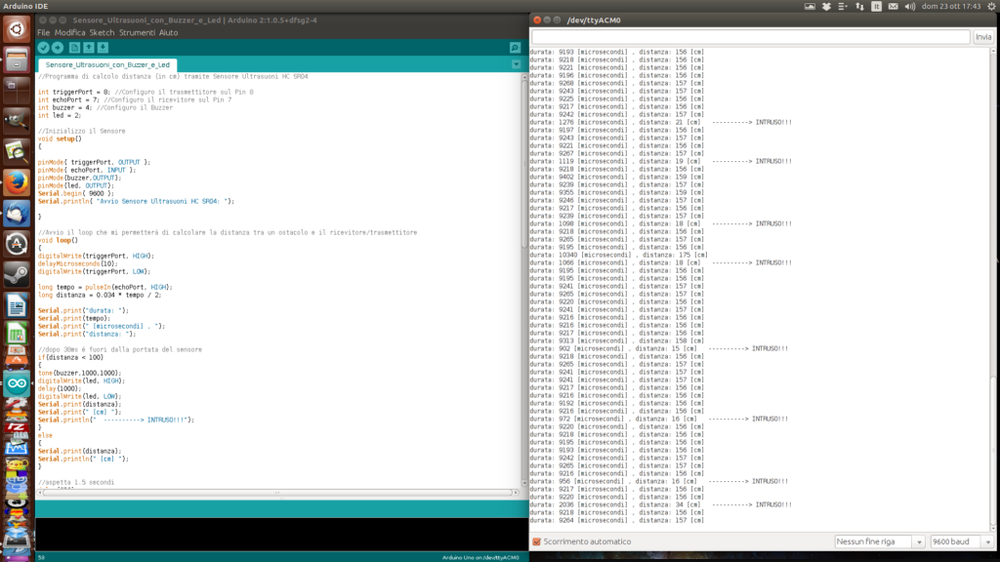 Arduino IDE
It
dom 23 ott 17:43
Sensore_Ultrasuoni_con_Buzzer_e_Led | Arduino 2:1.0.5+dfsg2-4
File Modifica Sketch Strumenti Aiuto
Sensore_Ultrasuoni_con_Buzzer_e_Led
//Programma di calcolo distanza (in cm) tramite Sensore Ultrasuoni HC SR04
int triggerPort = 8; //Configuro il trasmettitore sul Pin 8
int echoPort = 7; //Configuro il ricevitore sul Pin 7
int buzzer = 4; //Configuro il Buzzer
int led = 2;
//Inizializzo il Sensore
void setup()
{
pinMode( triggerPort, OUTPUT );
pinMode( echoPort, INPUT );
pinMode(buzzer,OUTPUT);
pinMode(led, OUTPUT);
Serial.begin( 9600 );
Serial.println( "Avvio Sensore Ultrasuoni HC SR04: ");
}
//Avvio il loop che mi permetterá di calcolare la distanza tra un ostacolo e il ricevitore/trasmettitore
void loop()
{
digitalWrite(triggerPort, HIGH);
delayMicroseconds(10);
digitalWrite(triggerPort, LOW);
long tempo = pulseIn(echoPort, HIGH);
long distanza = 0.034 * tempo / 2;
Serial.print("durata: ");
Serial.print(tempo);
Serial.print(" [microsecondi] , ");
Serial.print("distanza: ");
//dopo 38ms è fuori dalla portata del sensore
if(distanza < 100)
{
tone(buzzer,1000,1000);
digitalWrite(led, HIGH);
delay(1000);
digitalWrite(led, LOW);
Serial.print(distanza);
Serial.print(" [cm] ");
Serial.println("  ----------> INTRUSO!!!");
}
else
{
Serial.print(distanza);
Serial.println(" [cm] ");
}
//aspetta 1.5 secondi
58
Arduino Uno on /dev/ttyACM0
/dev/ttyACM0
Invia
durata: 9193 [microsecondi] , distanza: 156 [cm]
durata: 9218 [microsecondi] , distanza: 156 [cm]
durata: 9221 [microsecondi] , distanza: 156 [cm]
durata: 9196 [microsecondi] , distanza: 156 [cm]
durata: 9268 [microsecondi] , distanza: 157 [cm]
durata: 9243 [microsecondi] , distanza: 157 [cm]
durata: 9225 [microsecondi] , distanza: 156 [cm]
durata: 9217 [microsecondi] , distanza: 156 [cm]
durata: 9242 [microsecondi] , distanza: 157 [cm]
durata: 1276 [microsecondi] , distanza: 21 [cm]   ----------> INTRUSO!!!
durata: 9197 [microsecondi] , distanza: 156 [cm]
durata: 9243 [microsecondi] , distanza: 157 [cm]
durata: 9221 [microsecondi] , distanza: 156 [cm]
durata: 9267 [microsecondi] , distanza: 157 [cm]
durata: 1119 [microsecondi] , distanza: 19 [cm]   ----------> INTRUSO!!!
durata: 9218 [microsecondi] , distanza: 156 [cm]
durata: 9402 [microsecondi] , distanza: 159 [cm]
durata: 9239 [microsecondi] , distanza: 157 [cm]
durata: 9355 [microsecondi] , distanza: 159 [cm]
durata: 9246 [microsecondi] , distanza: 157 [cm]
durata: 9217 [microsecondi] , distanza: 156 [cm]
durata: 9239 [microsecondi] , distanza: 157 [cm]
durata: 1098 [microsecondi] , distanza: 18 [cm]   ----------> INTRUSO!!!
durata: 9218 [microsecondi] , distanza: 156 [cm]
durata: 9265 [microsecondi] , distanza: 157 [cm]
durata: 9195 [microsecondi] , distanza: 156 [cm]
durata: 10340 [microsecondi] , distanza: 175 [cm]
durata: 1066 [microsecondi] , distanza: 18 [cm]   ----------> INTRUSO!!!
durata: 9195 [microsecondi] , distanza: 156 [cm]
durata: 9195 [microsecondi] , distanza: 156 [cm]
durata: 9241 [microsecondi] , distanza: 157 [cm]
durata: 9265 [microsecondi] , distanza: 157 [cm]
durata: 9220 [microsecondi] , distanza: 156 [cm]
durata: 9241 [microsecondi] , distanza: 157 [cm]
durata: 9216 [microsecondi] , distanza: 156 [cm]
durata: 9216 [microsecondi] , distanza: 156 [cm]
durata: 9217 [microsecondi] , distanza: 156 [cm]
durata: 9313 [microsecondi] , distanza: 158 [cm]
durata: 902 [microsecondi] , distanza: 15 [cm]   ----------> INTRUSO!!!
durata: 9218 [microsecondi] , distanza: 156 [cm]
durata: 9265 [microsecondi] , distanza: 157 [cm]
durata: 9241 [microsecondi] , distanza: 157 [cm]
durata: 9241 [microsecondi] , distanza: 157 [cm]
durata: 9217 [microsecondi] , distanza: 156 [cm]
durata: 9216 [microsecondi] , distanza: 156 [cm]
durata: 9192 [microsecondi] , distanza: 156 [cm]
durata: 9216 [microsecondi] , distanza: 156 [cm]
durata: 972 [microsecondi] , distanza: 16 [cm]   ----------> INTRUSO!!!
durata: 9220 [microsecondi] , distanza: 156 [cm]
durata: 9218 [microsecondi] , distanza: 156 [cm]
durata: 9195 [microsecondi] , distanza: 156 [cm]
durata: 9193 [microsecondi] , distanza: 156 [cm]
durata: 9242 [microsecondi] , distanza: 157 [cm]
durata: 9265 [microsecondi] , distanza: 157 [cm]
durata: 9216 [microsecondi] , distanza: 156 [cm]
durata: 956 [microsecondi] , distanza: 16 [cm]   ----------> INTRUSO!!!
durata: 9217 [microsecondi] , distanza: 156 [cm]
durata: 9220 [microsecondi] , distanza: 156 [cm]
durata: 2036 [microsecondi] , distanza: 34 [cm]   ----------> INTRUSO!!!
durata: 9218 [microsecondi] , distanza: 156 [cm]
durata: 9264 [microsecondi] , distanza: 157 [cm]
Scorrimento automatico
Nessun fine riga
9600 baud